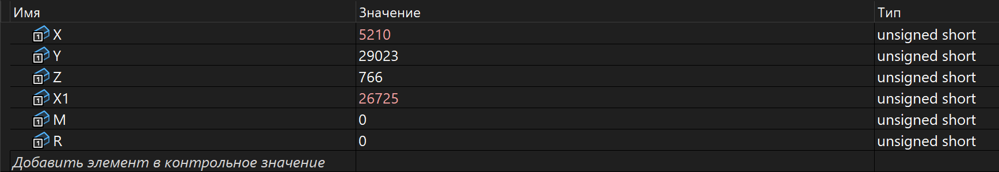 Имя Значение Тип
X 5210 unsigned short
Y 29023 unsigned short
Z 766 unsigned short
X1 26725 unsigned short
M 0 unsigned short
R 0 unsigned short
Добавить элемент в контрольное значение